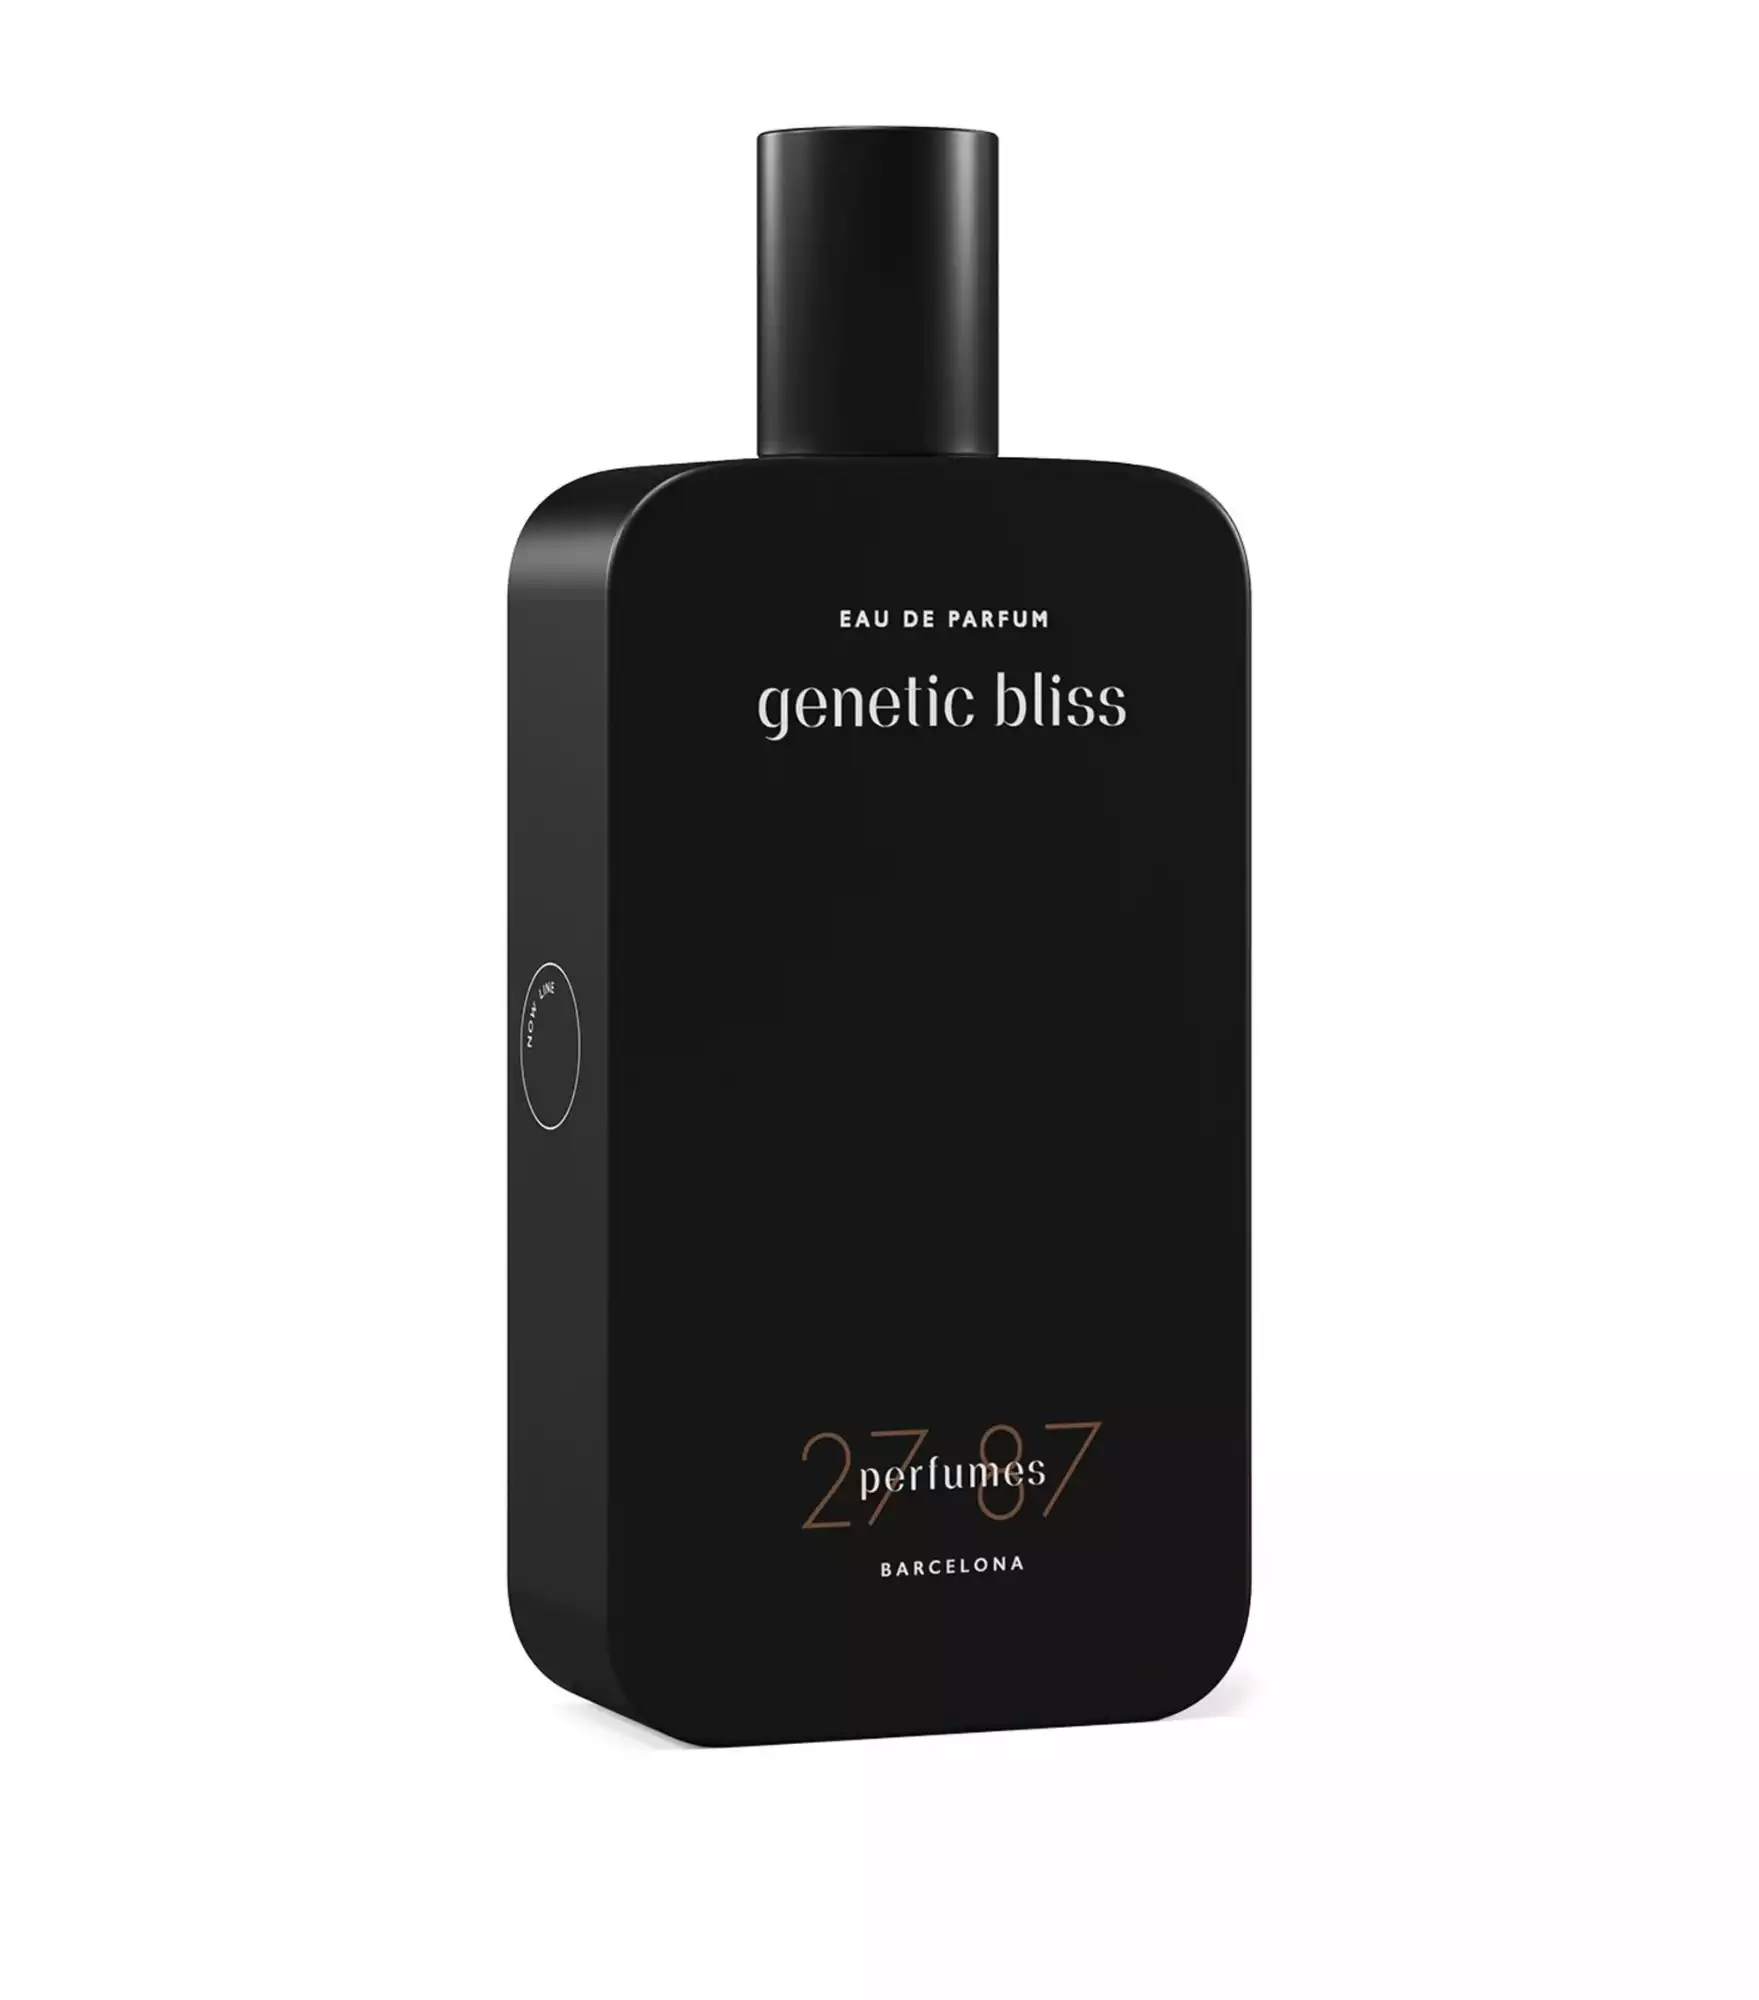 EAU DE PARFUM
genetic bliss
NOW LINE
27 87
perfumes
BARCELONA